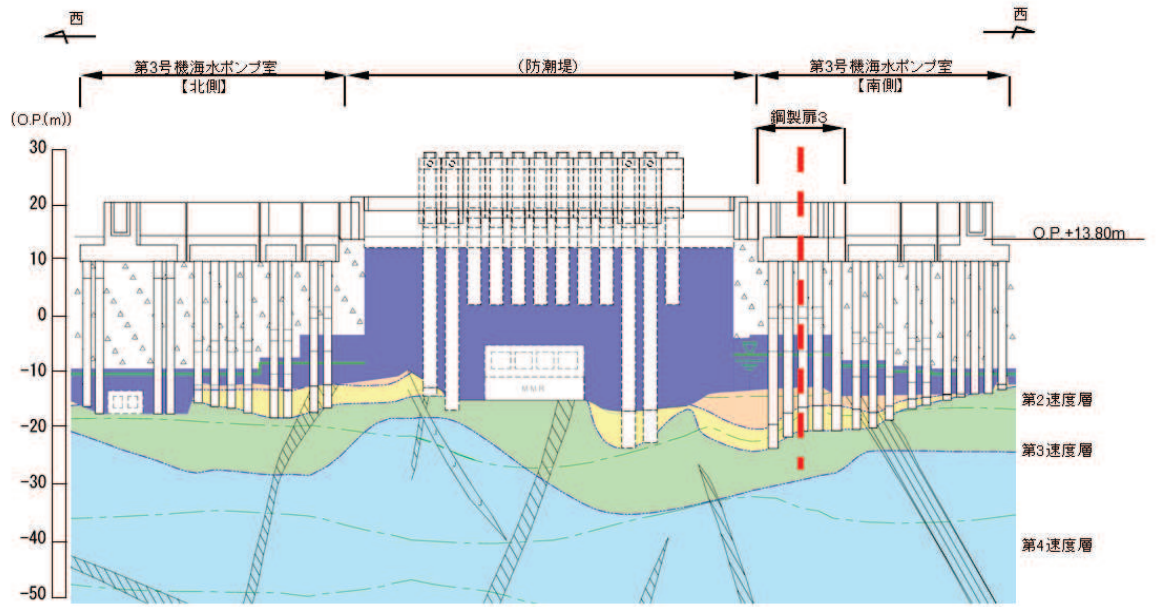 西
西
第3号機海水ポンプ室
【北側】
(防潮堤)
第3号機海水ポンプ室
【南側】
鋼製扉3
(O.P.(m))
30
20
O.P.+13.80m
10
0
-10
第2速度層
-20
第3速度層
-30
-40
第4速度層
-50